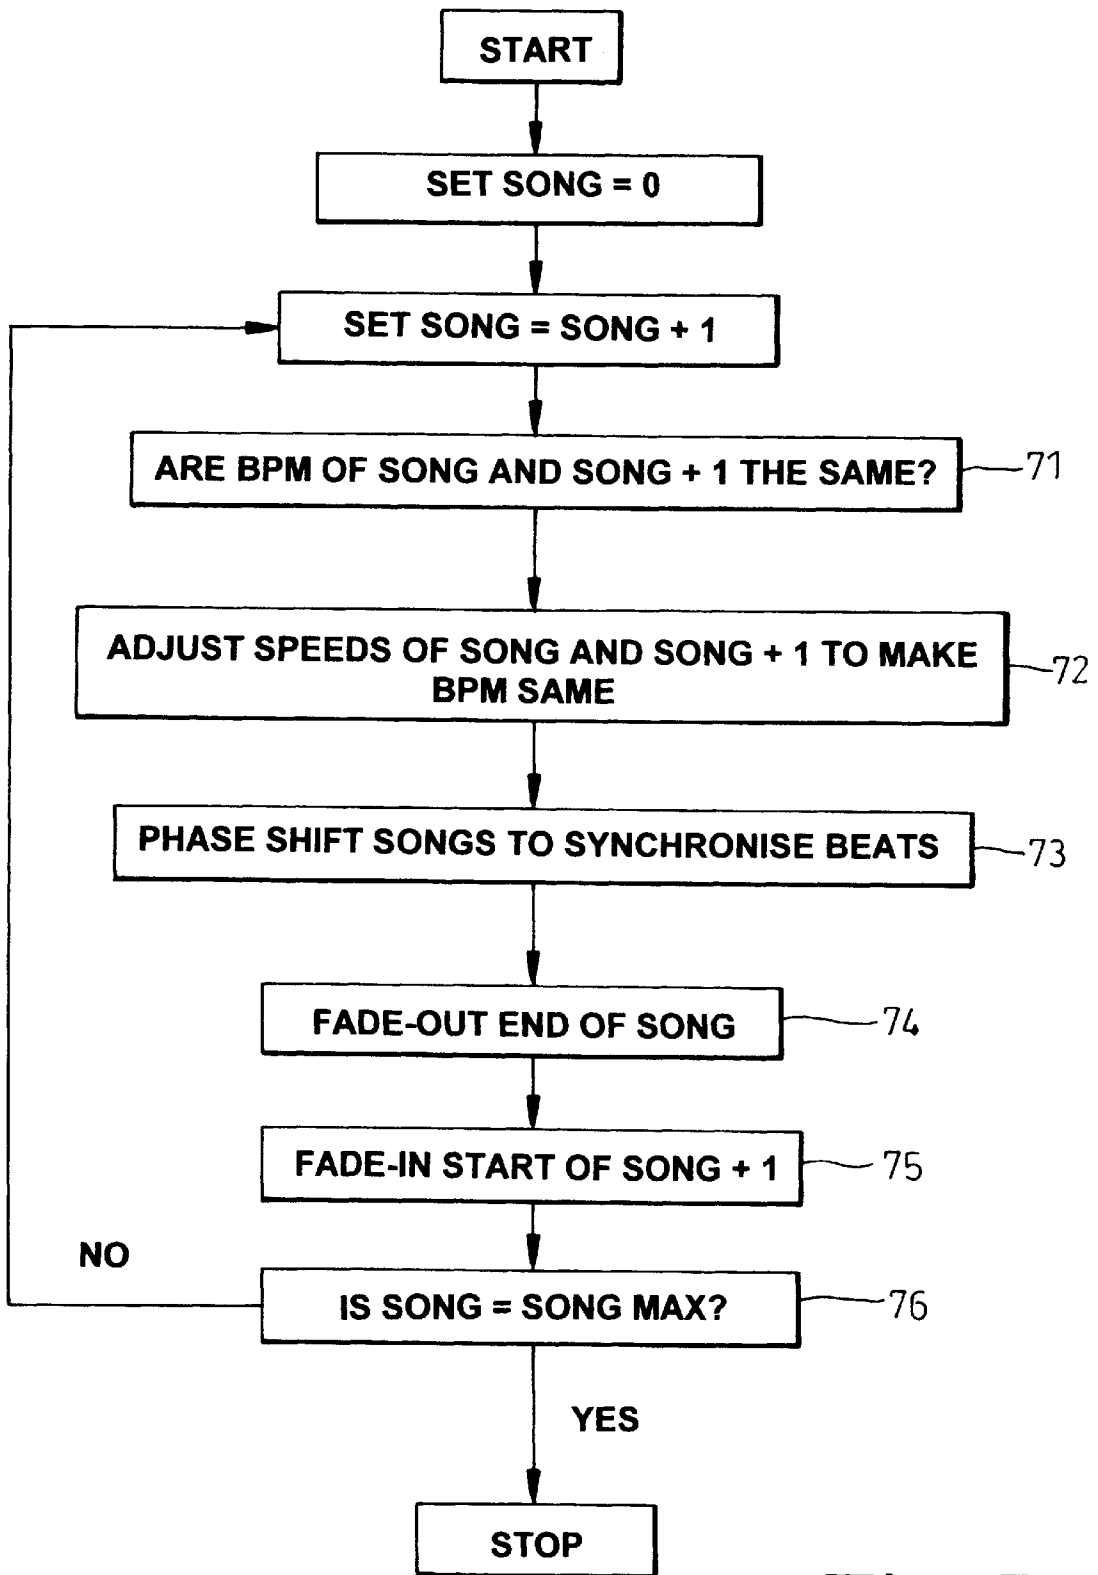 START
SET SONG = 0
SET SONG = SONG + 1
ARE BPM OF SONG AND SONG + 1 THE SAME?
71
ADJUST SPEEDS OF SONG AND SONG + 1 TO MAKE
BPM SAME
72
PHASE SHIFT SONGS TO SYNCHRONISE BEATS
73
FADE-OUT END OF SONG
74
FADE-IN START OF SONG + 1
75
NO
IS SONG = SONG MAX?
76
YES
STOP